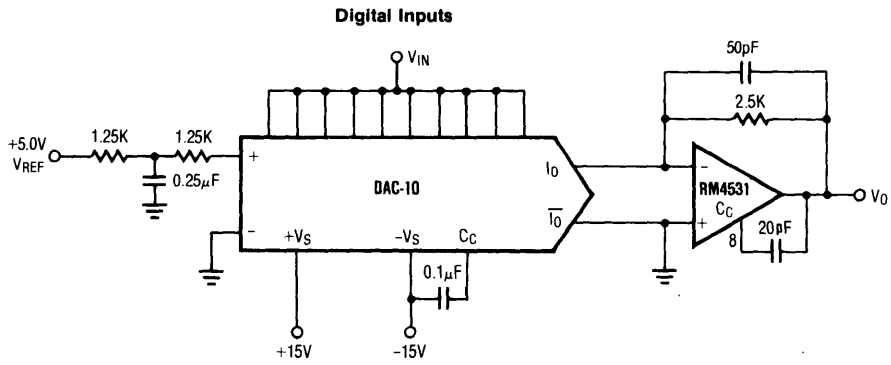 Digital Inputs
V_IN
50pF
2.5K
+5.0V
V_REF
1.25K
1.25K
0.25µF
+
−
DAC-10
I_O
I̅_O̅
+V_S
−V_S
C_C
0.1µF
+15V
-15V
−
+
RM4531
C_C
8
20pF
V_O